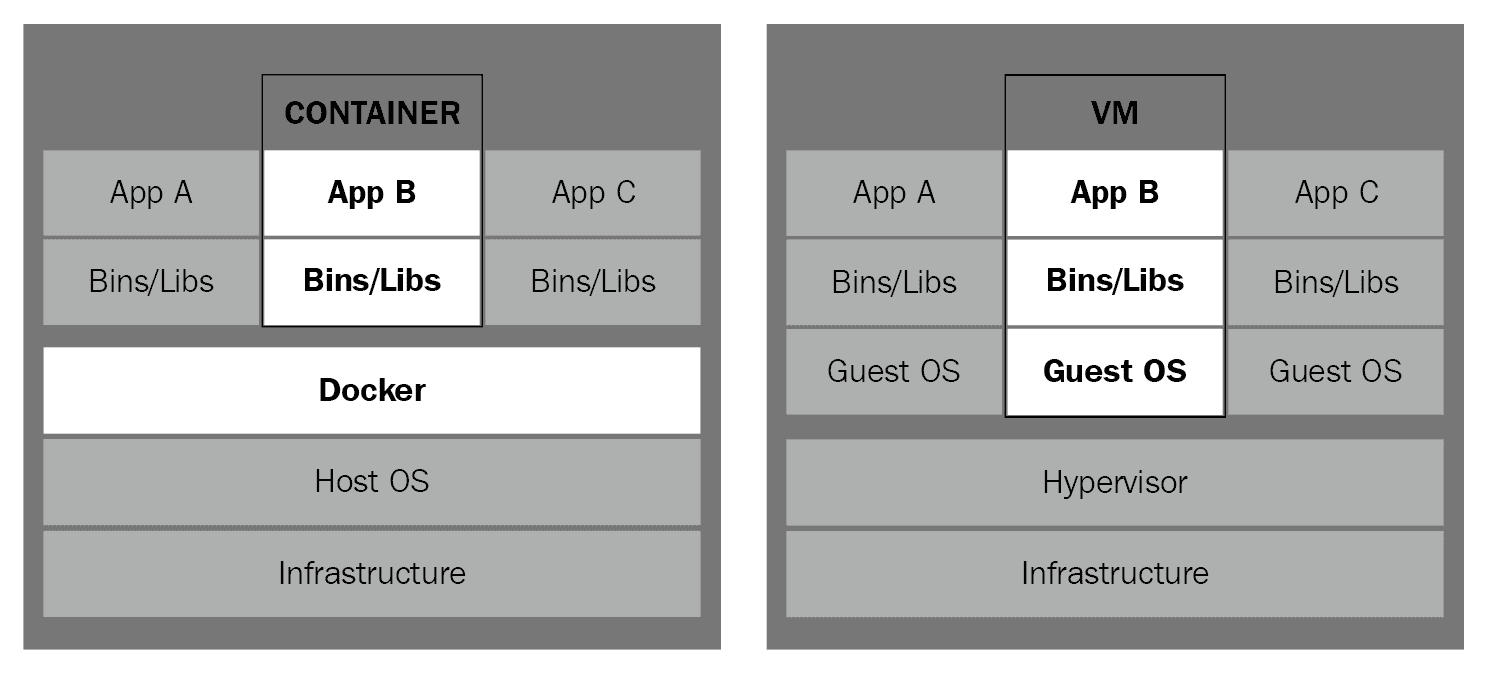 CONTAINER
App A
App B
App C
Bins/Libs
Bins/Libs
Bins/Libs
Docker
Host OS
Infrastructure
VM
App A
App B
App C
Bins/Libs
Bins/Libs
Bins/Libs
Guest OS
Guest OS
Guest OS
Hypervisor
Infrastructure